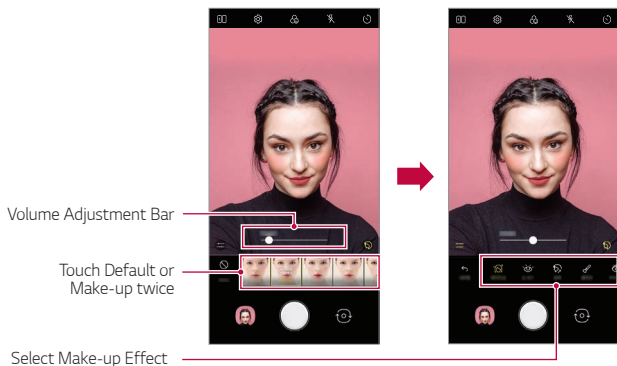 Volume Adjustment Bar
Touch Default or
Make-up twice
Select Make-up Effect